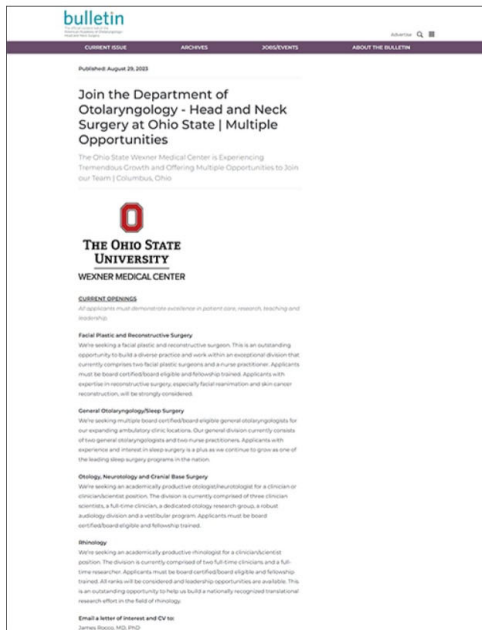 bulletin
Advertise
CURRENT ISSUE
ARCHIVES
JOBS/EVENTS
ABOUT THE BULLETIN
Published: August 29, 2023
Join the Department of
Otolaryngology - Head and Neck
Surgery at Ohio State | Multiple
Opportunities
The Ohio State Wexner Medical Center is Experiencing
Tremendous Growth and Offering Multiple Opportunities to Join
our Team | Columbus, Ohio
THE OHIO STATE
UNIVERSITY
WEXNER MEDICAL CENTER
CURRENT OPENINGS
All applicants must demonstrate excellence in patient care, research, teaching and
leadership.
Facial Plastic and Reconstructive Surgery
We're seeking a facial plastic and reconstructive surgeon. This is an outstanding
opportunity to build a diverse practice and work within an exceptional division that
currently comprises two facial plastic surgeons and a nurse practitioner. Applicants
must be board certified/board eligible and fellowship trained. Applicants with
expertise in reconstructive surgery, especially facial reanimation and skin cancer
reconstruction, will be strongly considered.
General Otolaryngology/Sleep Surgery
We're seeking multiple board certified/board eligible general otolaryngologists for
our expanding ambulatory clinic locations. Our general division currently consists
of two general otolaryngologists and two nurse practitioners. Applicants with
experience and interest in sleep surgery is a plus as we continue to grow as one of
the leading sleep surgery programs in the nation.
Otology, Neurotology and Cranial Base Surgery
We're seeking an academically productive otologist/neurotologist for a clinician or
clinician/scientist position. The division is currently comprised of three clinician
scientists, a full-time clinician, a dedicated otology research group, a robust
audiology division and a vestibular program. Applicants must be board
certified/board eligible and fellowship trained.
Rhinology
We're seeking an academically productive rhinologist for a clinician/scientist
position. The division is currently comprised of two full-time clinicians and a full-
time researcher. Applicants must be board certified/board eligible and fellowship
trained. All ranks will be considered and leadership opportunities are available. This
is an outstanding opportunity to help us build a nationally recognized translational
research effort in the field of rhinology.
Email a letter of interest and CV to:
James Rocco, MD, PhD